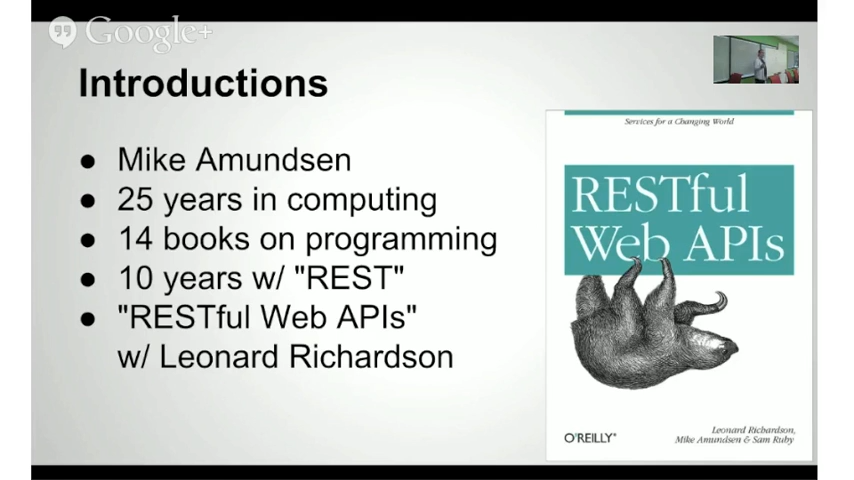 Google+
Introductions
● Mike Amundsen
● 25 years in computing
● 14 books on programming
● 10 years w/ "REST"
● "RESTful Web APIs"
w/ Leonard Richardson
Services for a Changing World
RESTful
Web APIs
O'REILLY®
Leonard Richardson,
Mike Amundsen & Sam Ruby